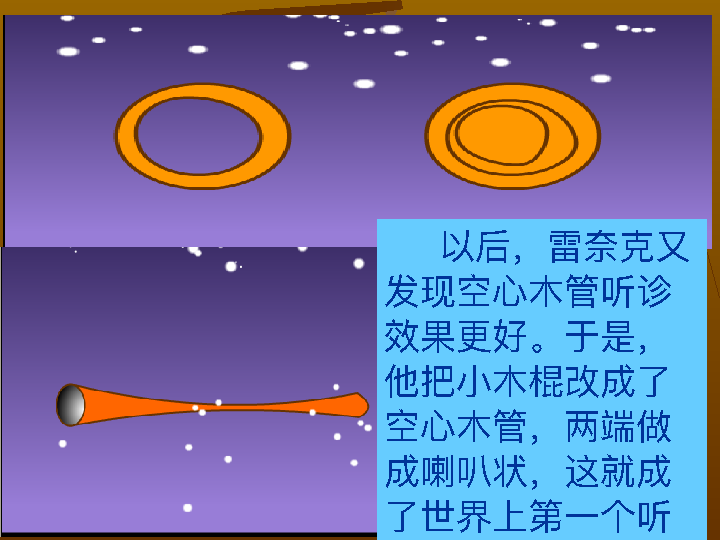 以后，雷奈克又
发现空心木管听诊
效果更好。于是，
他把小木棍改成了
空心木管，两端做
成喇叭状，这就成
了世界上第一个听